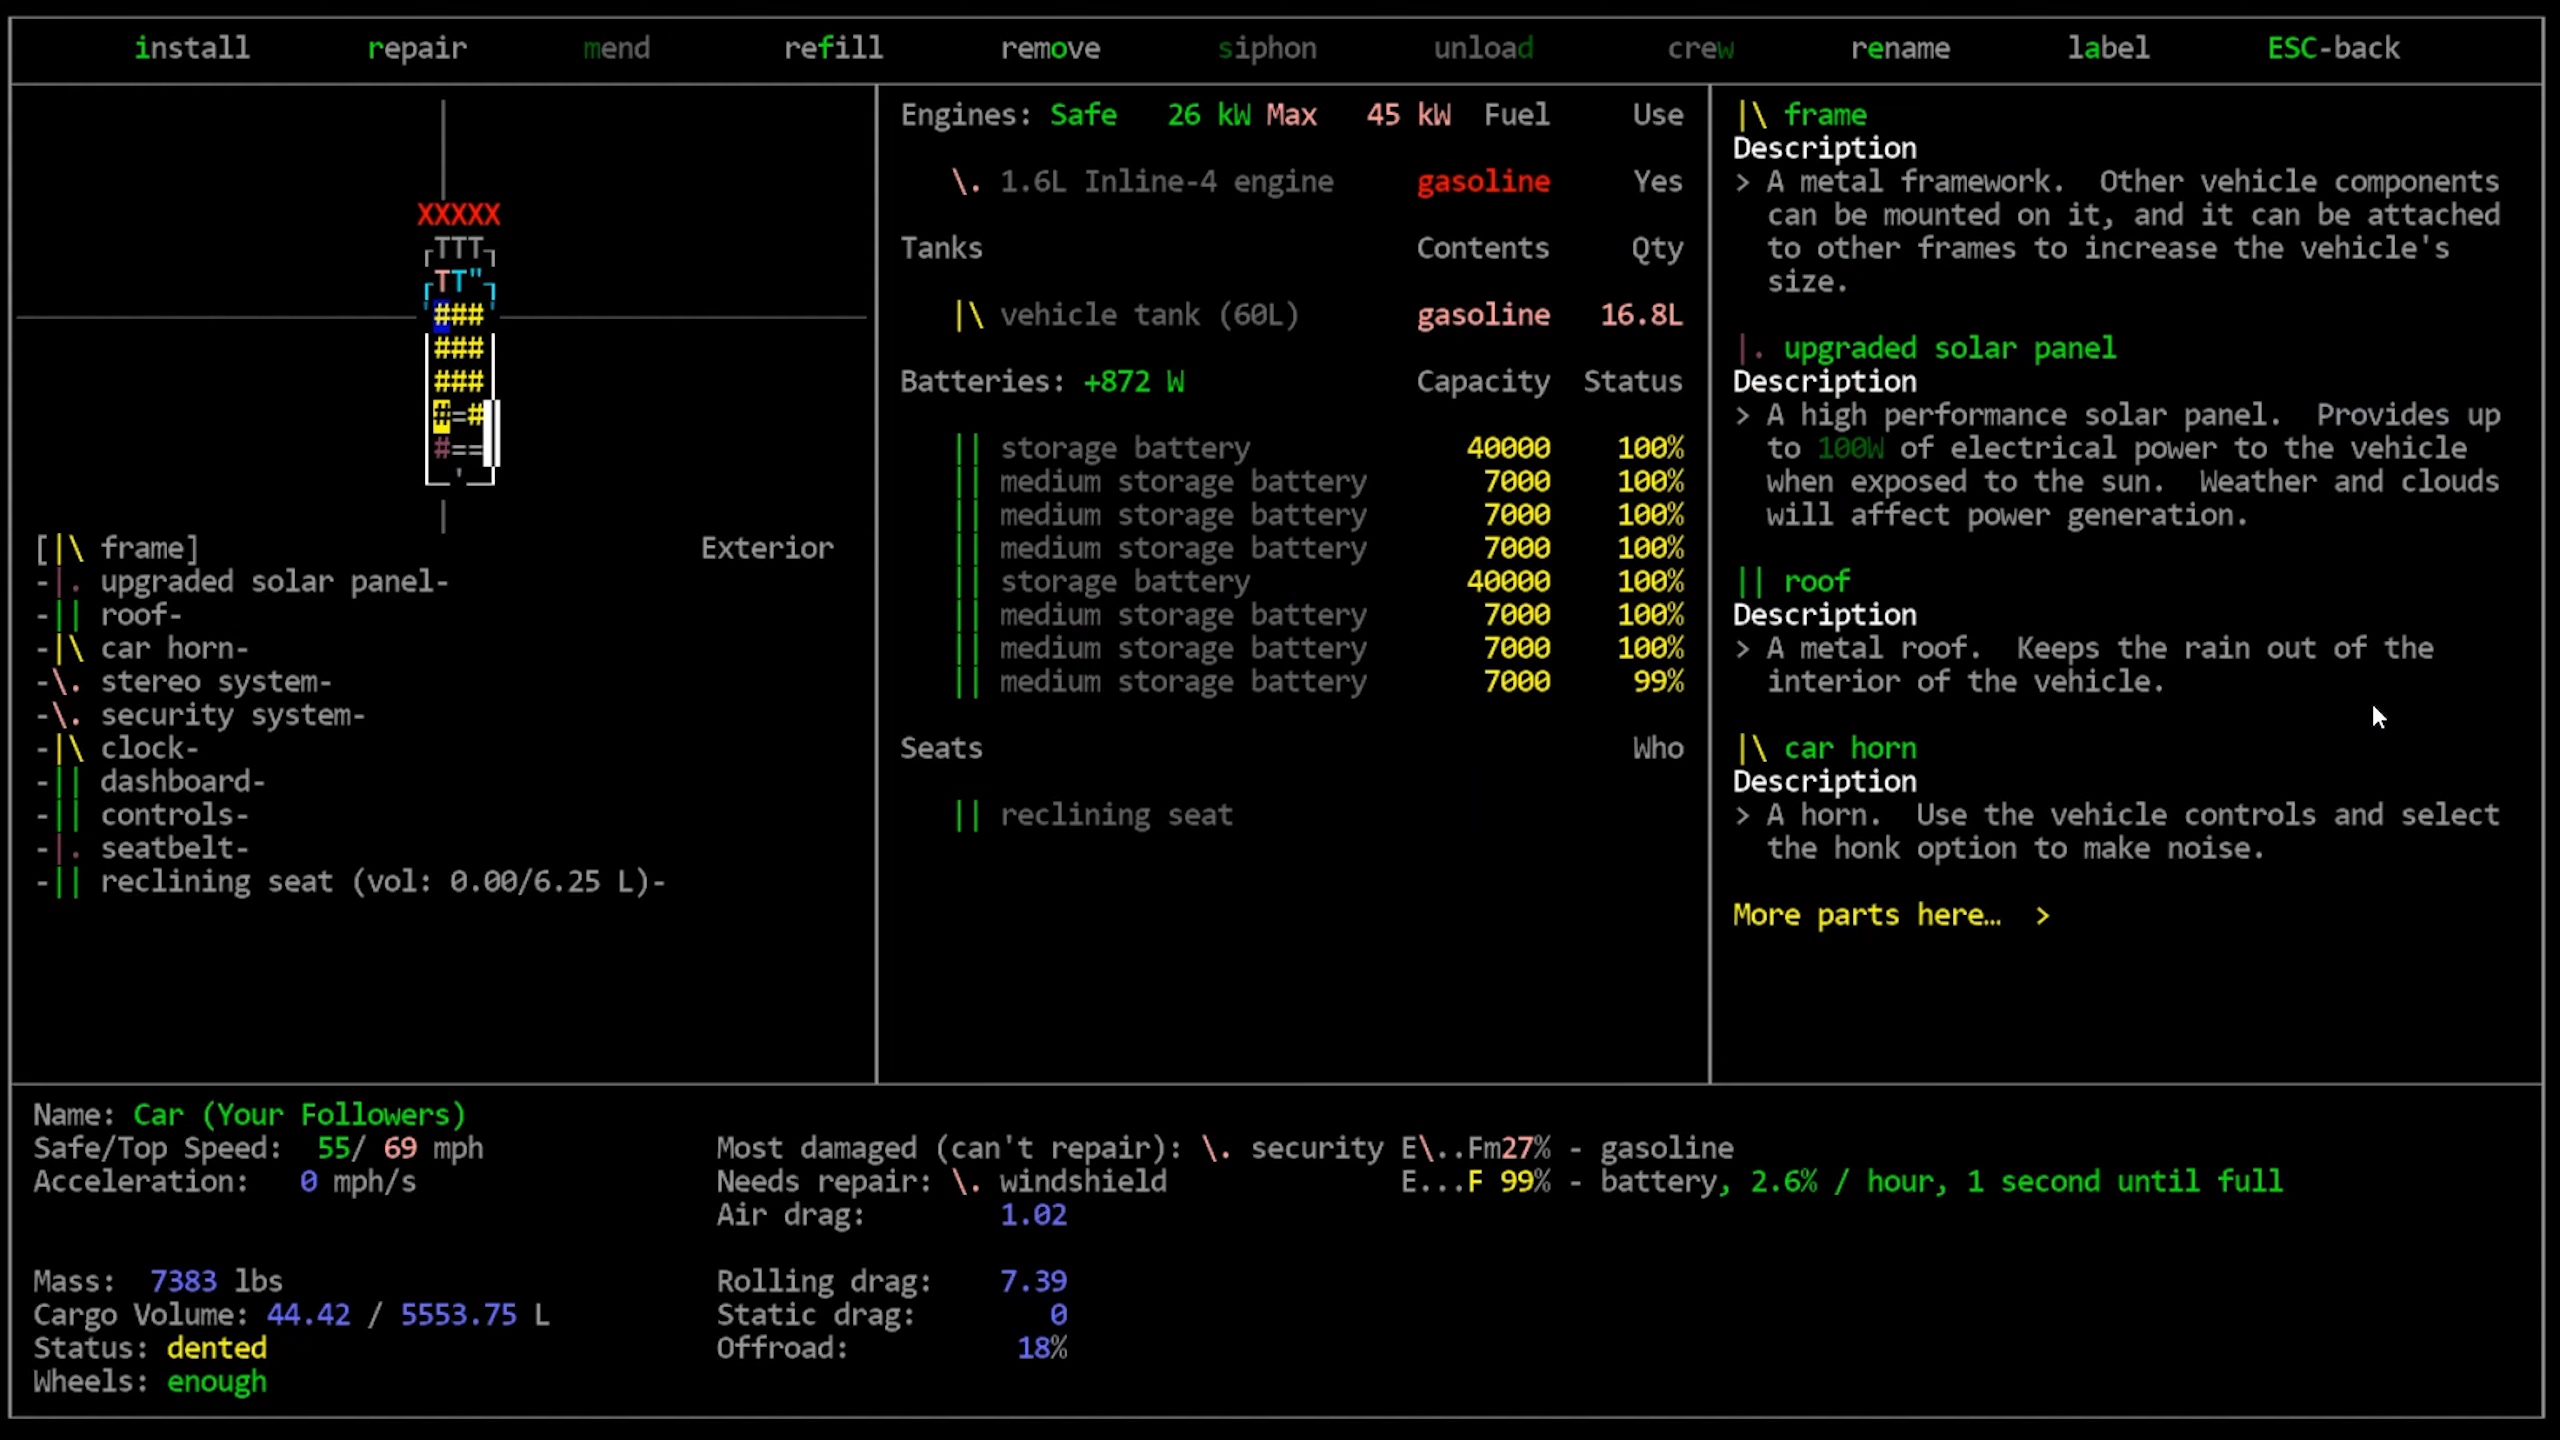 install repair mend refill remove siphon unload crew rename label ESC-back
XXXXX
┌TTT┐
┌TT"┐
'###'
###
###
#=#
#==
'
[|\ frame] Exterior
-|. upgraded solar panel-
-|| roof-
-|\ car horn-
-\. stereo system-
-\. security system-
-|\ clock-
-|| dashboard-
-|| controls-
-|. seatbelt-
-|| reclining seat (vol: 0.00/6.25 L)-
Engines: Safe 26 kW Max 45 kW Fuel Use
\. 1.6L Inline-4 engine gasoline Yes
Tanks Contents Qty
|\ vehicle tank (60L) gasoline 16.8L
Batteries: +872 W Capacity Status
|| storage battery 40000 100%
|| medium storage battery 7000 100%
|| medium storage battery 7000 100%
|| medium storage battery 7000 100%
|| storage battery 40000 100%
|| medium storage battery 7000 100%
|| medium storage battery 7000 100%
|| medium storage battery 7000 99%
Seats Who
|| reclining seat
|\ frame
Description
> A metal framework.  Other vehicle components
can be mounted on it, and it can be attached
to other frames to increase the vehicle's
size.
|. upgraded solar panel
Description
> A high performance solar panel.  Provides up
to 100W of electrical power to the vehicle
when exposed to the sun.  Weather and clouds
will affect power generation.
|| roof
Description
> A metal roof.  Keeps the rain out of the
interior of the vehicle.
|\ car horn
Description
> A horn.  Use the vehicle controls and select
the honk option to make noise.
More parts here…  >
Name: Car (Your Followers)
Safe/Top Speed: 55/ 69 mph
Acceleration: 0 mph/s
Mass: 7383 lbs
Cargo Volume: 44.42 / 5553.75 L
Status: dented
Wheels: enough
Most damaged (can't repair): \. security
Needs repair: \. windshield
Air drag: 1.02
Rolling drag: 7.39
Static drag: 0
Offroad: 18%
E\..Fm27% - gasoline
E...F 99% - battery, 2.6% / hour, 1 second until full